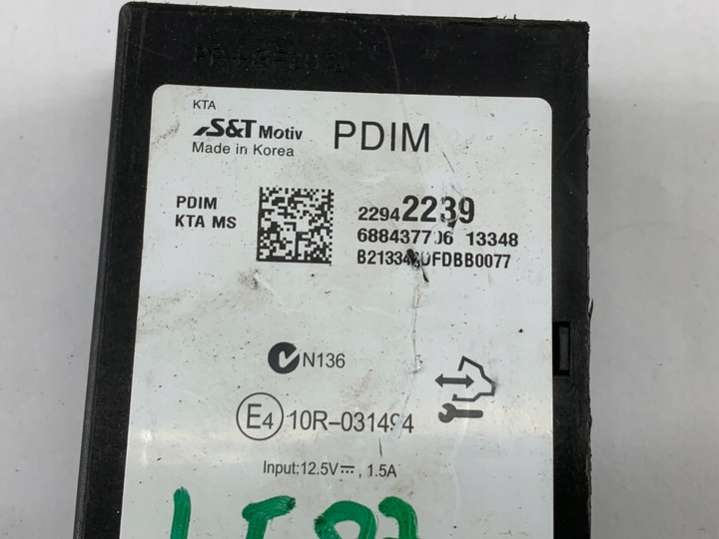 KTA
S&T Motiv PDIM
Made in Korea
PDIM
KTA MS
22942239
13348
N136
E4 10R-031494
Input:12.5V⎓, 1.5A